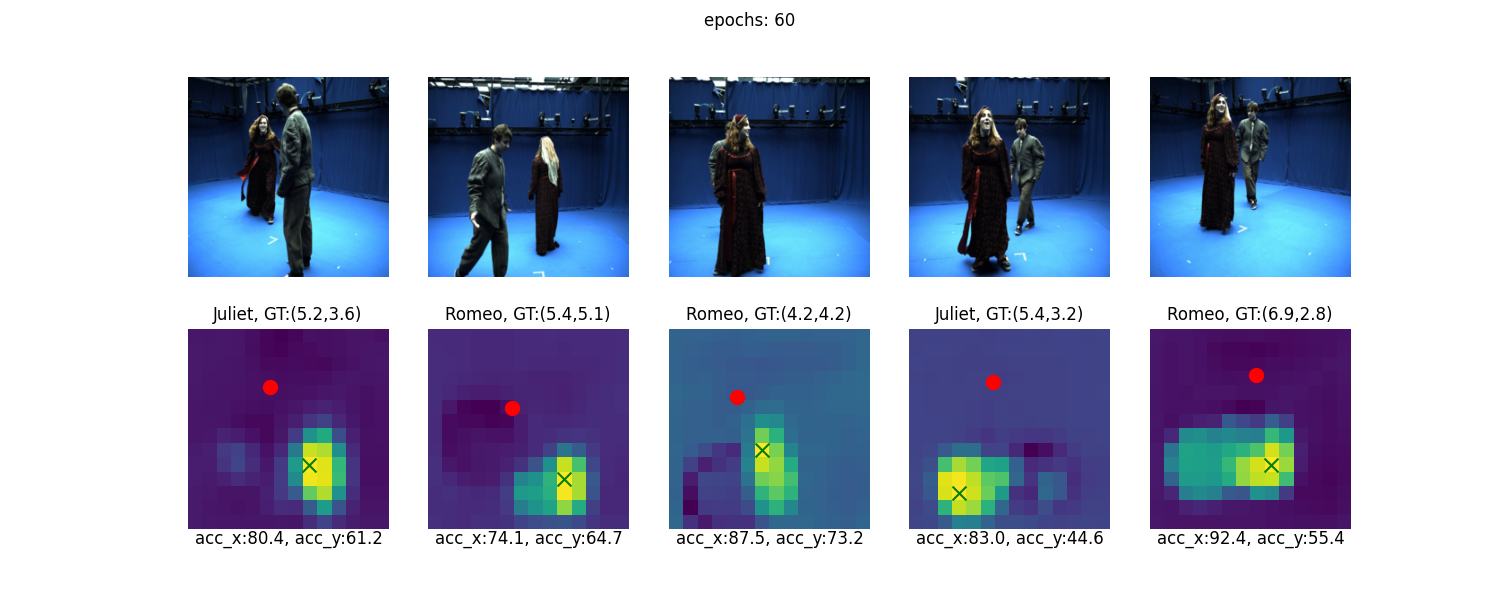 epochs: 60
Juliet, GT:(5.2,3.6)
Romeo, GT:(5.4,5.1)
Romeo, GT:(4.2,4.2)
Juliet, GT:(5.4,3.2)
Romeo, GT:(6.9,2.8)
acc_x:80.4, acc_y:61.2
acc_x:74.1, acc_y:64.7
acc_x:87.5, acc_y:73.2
acc_x:83.0, acc_y:44.6
acc_x:92.4, acc_y:55.4